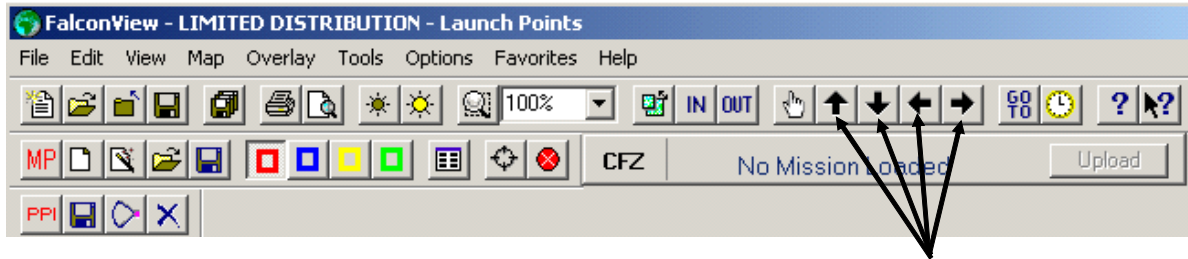 FalconView - LIMITED DISTRIBUTION - Launch Points
File Edit View Map Overlay Tools Options Favorites Help
100% IN OUT GO TO ? ?
MP CFZ No Mission Loaded Upload
PPI